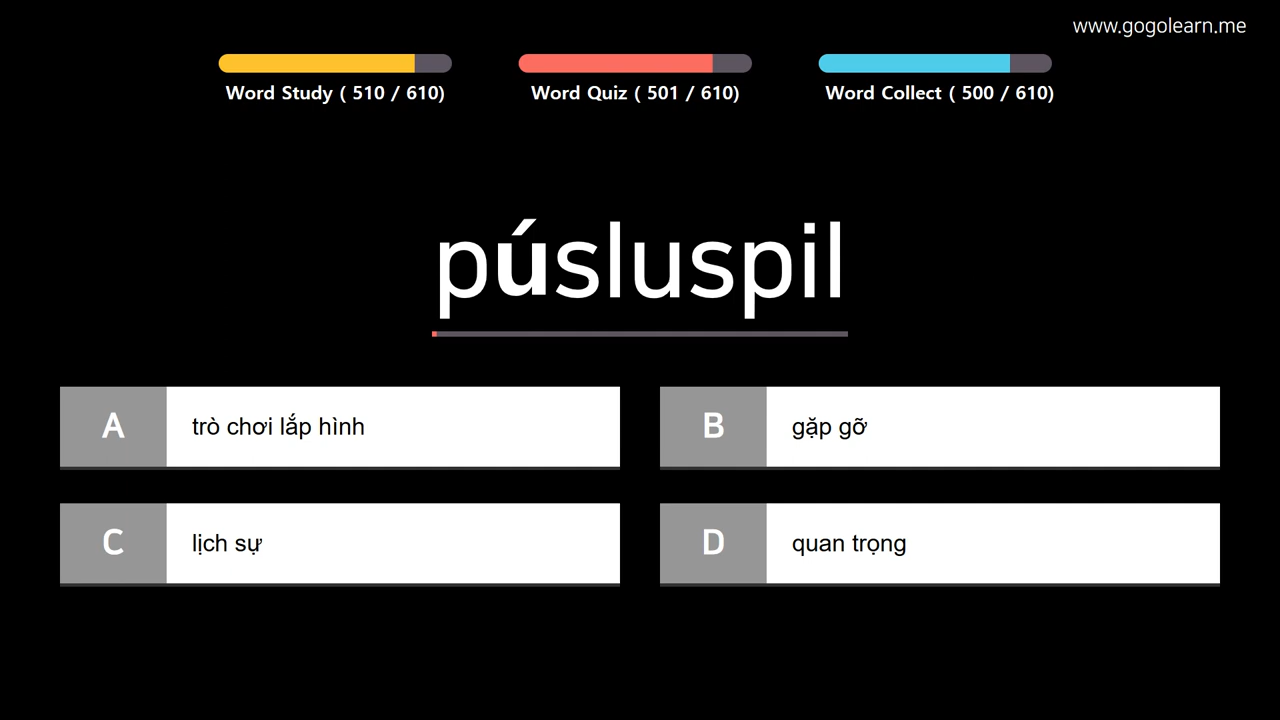 www.gogolearn.me
Word Study ( 510 / 610)
Word Quiz ( 501 / 610)
Word Collect ( 500 / 610)
púsluspil
A
trò chơi lắp hình
B
gặp gỡ
C
lịch sự
D
quan trọng